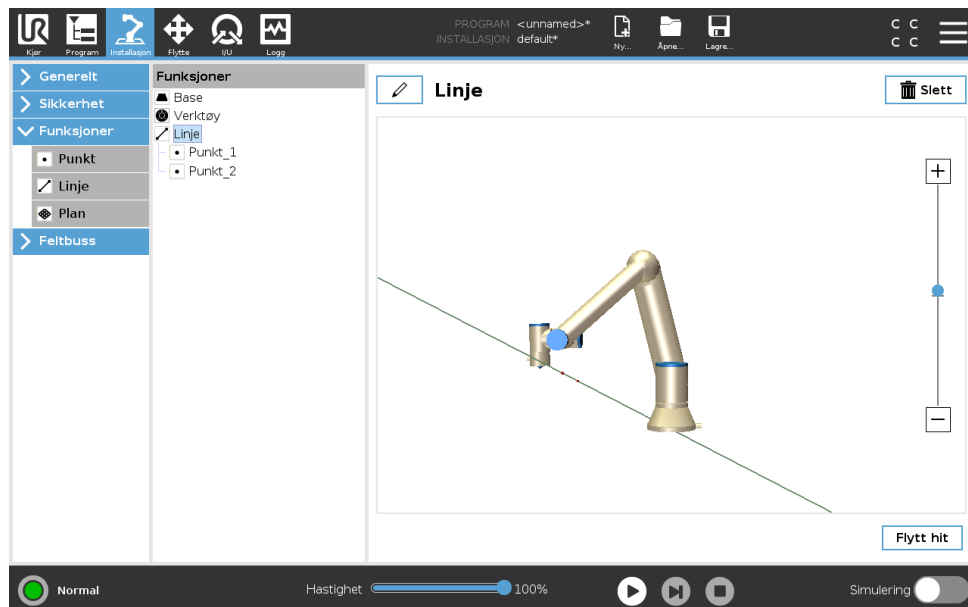 PROGRAM <unnamed>*
INSTALLASJON default*
Kjør Program Installasjon Flytte I/U Logg Ny... Åpne... Lagre...
C C
C C
Generelt
Sikkerhet
Funksjoner
Punkt
Linje
Plan
Feltbuss
Funksjoner
Base
Verktøy
Linje
Punkt_1
Punkt_2
Linje
Slett
Flytt hit
Normal
Hastighet 100%
Simulering